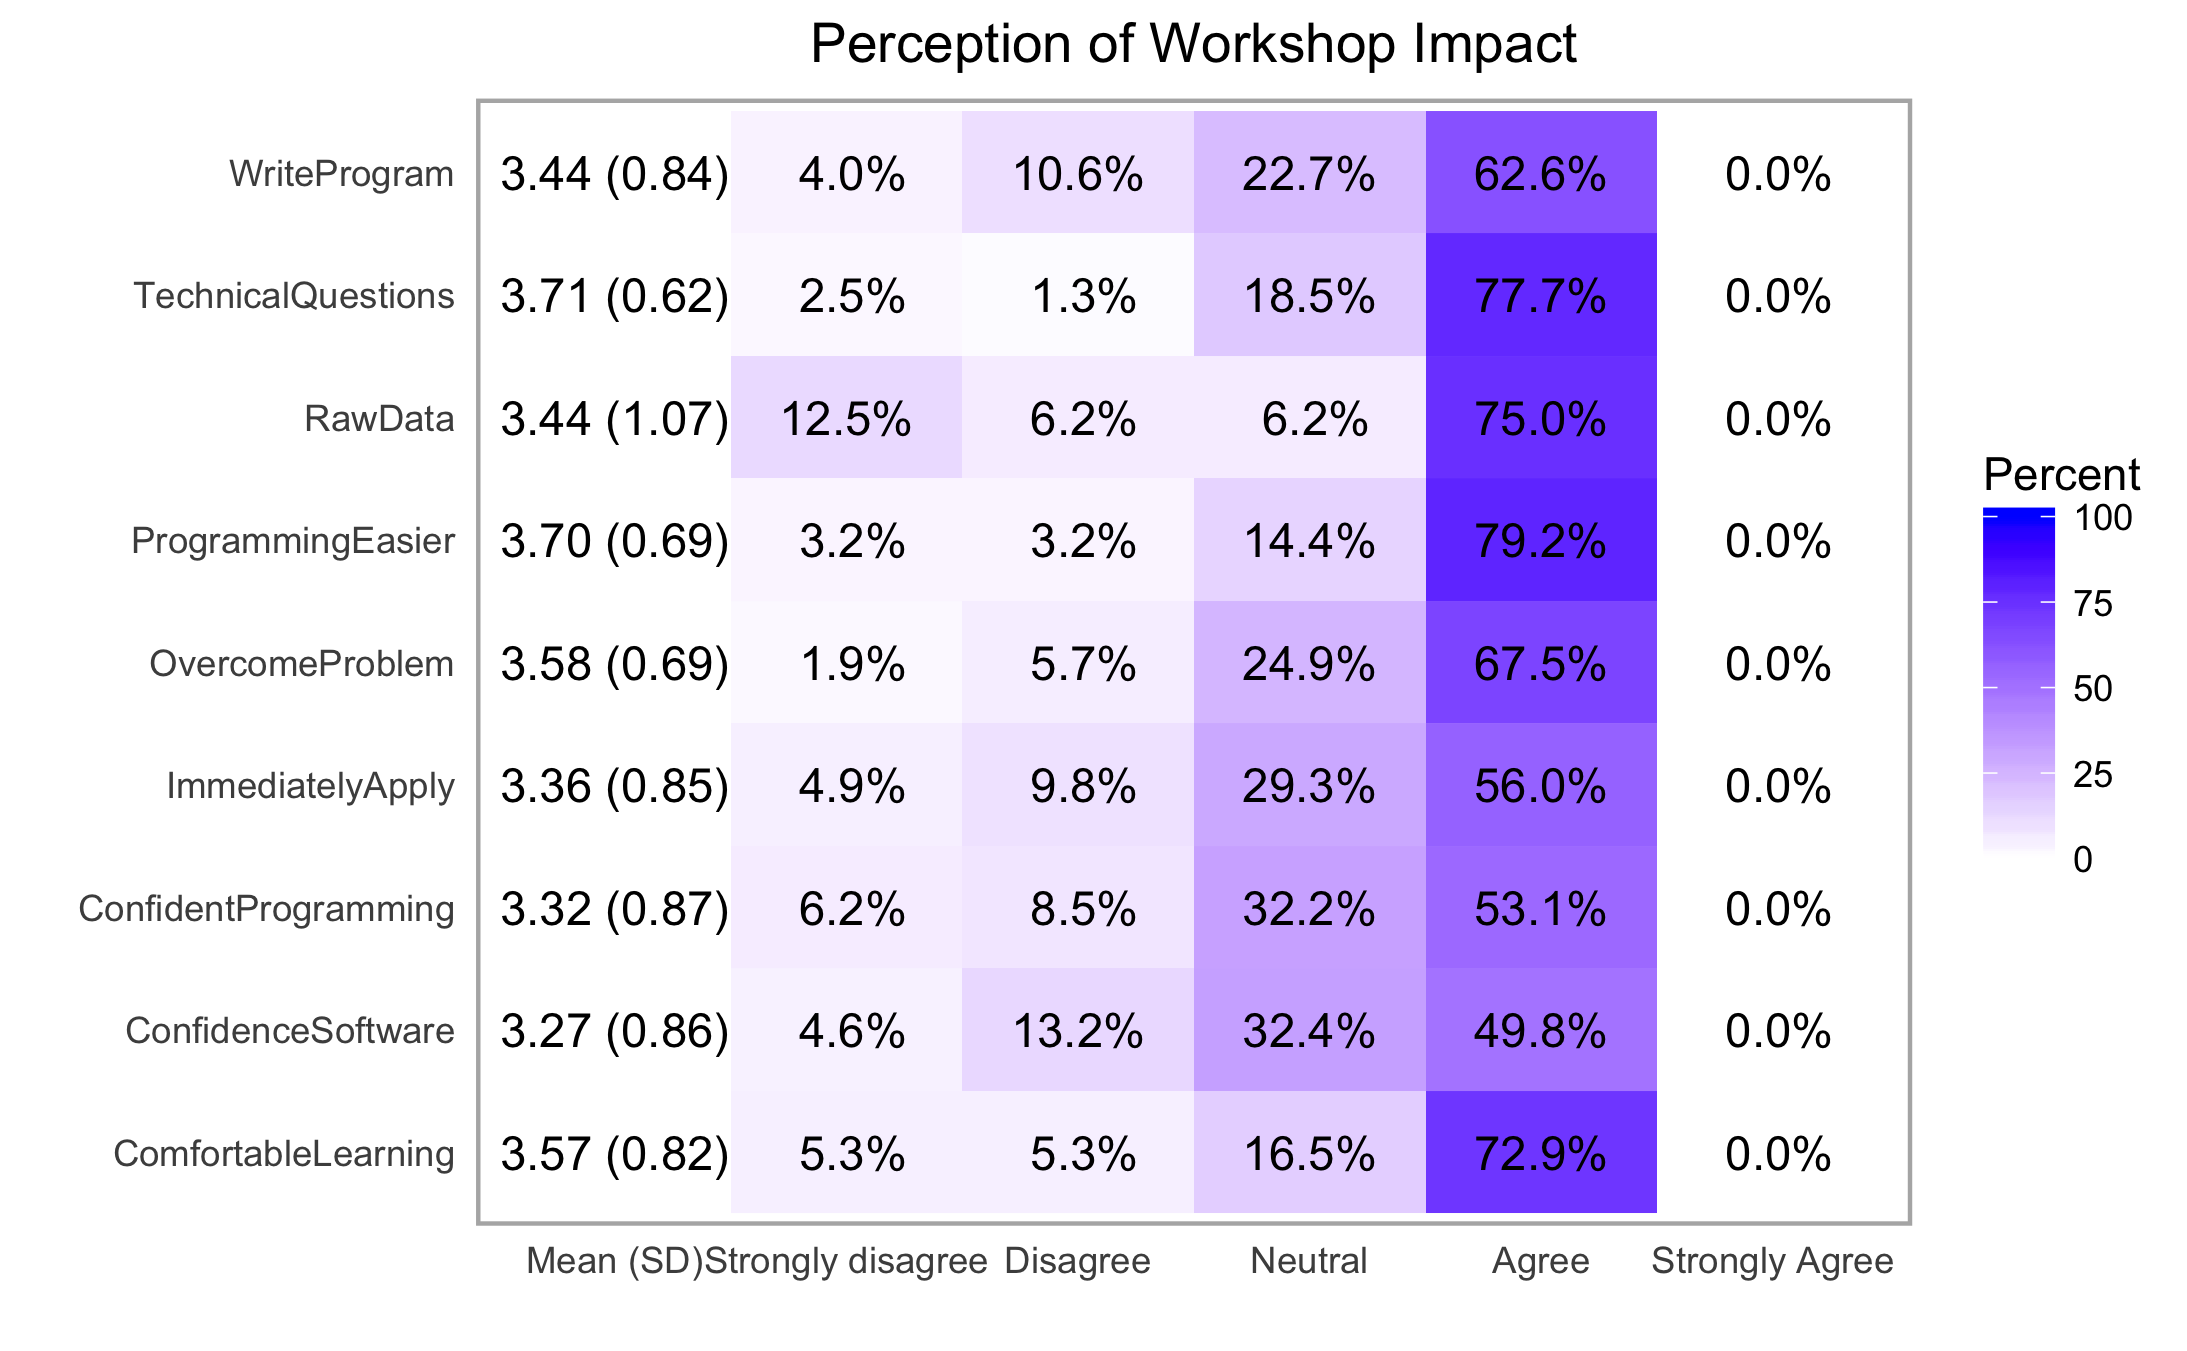 Perception of Workshop Impact
WriteProgram 3.44 (0.84) 4.0% 10.6% 22.7% 62.6% 0.0%
TechnicalQuestions 3.71 (0.62) 2.5% 1.3% 18.5% 77.7% 0.0%
RawData 3.44 (1.07) 12.5% 6.2% 6.2% 75.0% 0.0%
ProgrammingEasier 3.70 (0.69) 3.2% 3.2% 14.4% 79.2% 0.0%
OvercomeProblem 3.58 (0.69) 1.9% 5.7% 24.9% 67.5% 0.0%
ImmediatelyApply 3.36 (0.85) 4.9% 9.8% 29.3% 56.0% 0.0%
ConfidentProgramming 3.32 (0.87) 6.2% 8.5% 32.2% 53.1% 0.0%
ConfidenceSoftware 3.27 (0.86) 4.6% 13.2% 32.4% 49.8% 0.0%
ComfortableLearning 3.57 (0.82) 5.3% 5.3% 16.5% 72.9% 0.0%
Mean (SD) Strongly disagree Disagree Neutral Agree Strongly Agree
Percent
100
75
50
25
0